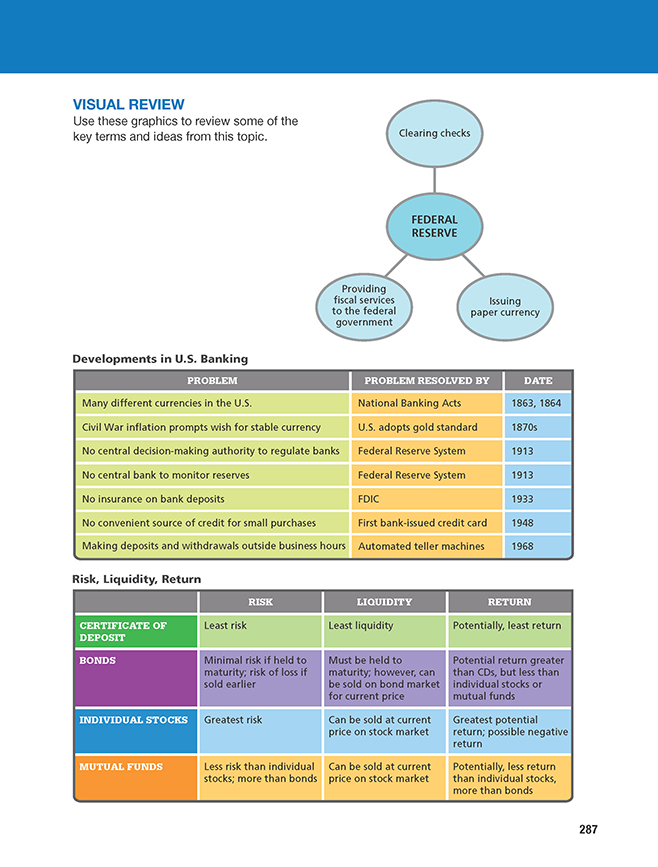 VISUAL REVIEW
Use these graphics to review some of the
key terms and ideas from this topic.
Clearing checks
FEDERAL
RESERVE
Providing
fiscal services
to the federal
government
Issuing
paper currency
Developments in U.S. Banking
PROBLEM PROBLEM RESOLVED BY DATE
Many different currencies in the U.S. National Banking Acts 1863, 1864
Civil War inflation prompts wish for stable currency U.S. adopts gold standard 1870s
No central decision-making authority to regulate banks Federal Reserve System 1913
No central bank to monitor reserves Federal Reserve System 1913
No insurance on bank deposits FDIC 1933
No convenient source of credit for small purchases First bank-issued credit card 1948
Making deposits and withdrawals outside business hours Automated teller machines 1968
Risk, Liquidity, Return
RISK LIQUIDITY RETURN
CERTIFICATE OF
DEPOSIT
Least risk
Least liquidity
Potentially, least return
BONDS
Minimal risk if held to
maturity; risk of loss if
sold earlier
Must be held to
maturity; however, can
be sold on bond market
for current price
Potential return greater
than CDs, but less than
individual stocks or
mutual funds
INDIVIDUAL STOCKS
Greatest risk
Can be sold at current
price on stock market
Greatest potential
return; possible negative
return
MUTUAL FUNDS
Less risk than individual
stocks; more than bonds
Can be sold at current
price on stock market
Potentially, less return
than individual stocks,
more than bonds
287